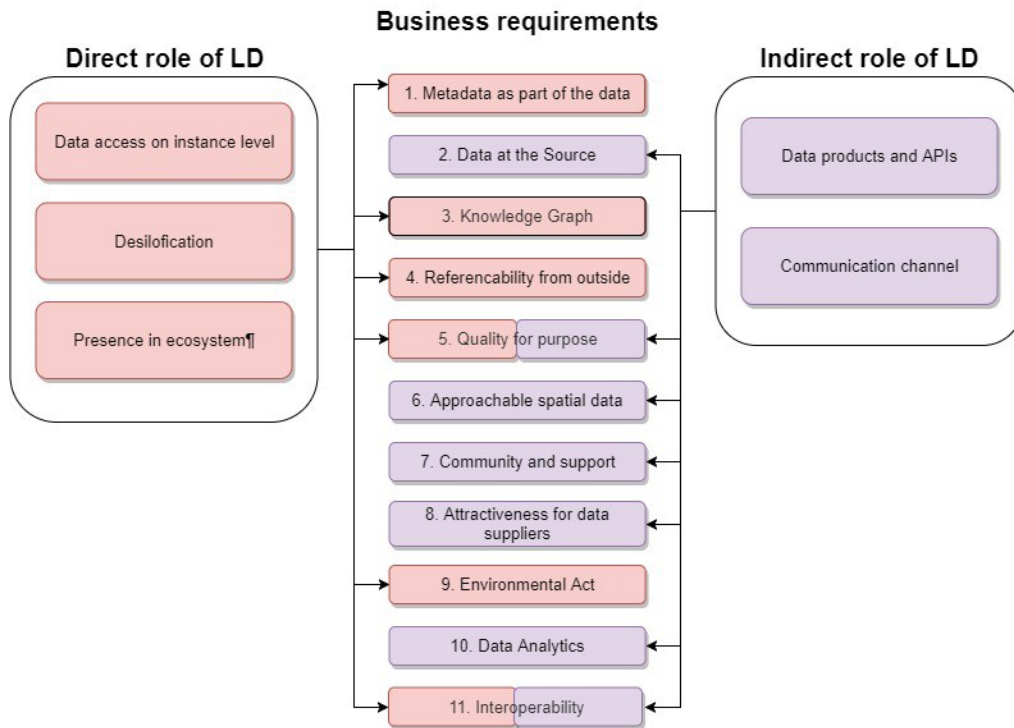 Business requirements
Direct role of LD
Indirect role of LD
Data access on instance level
Desilofication
Presence in ecosystem¶
1. Metadata as part of the data
2. Data at the Source
3. Knowledge Graph
4. Referencability from outside
5. Quality for purpose
6. Approachable spatial data
7. Community and support
8. Attractiveness for data
suppliers
9. Environmental Act
10. Data Analytics
11. Interoperability
Data products and APIs
Communication channel